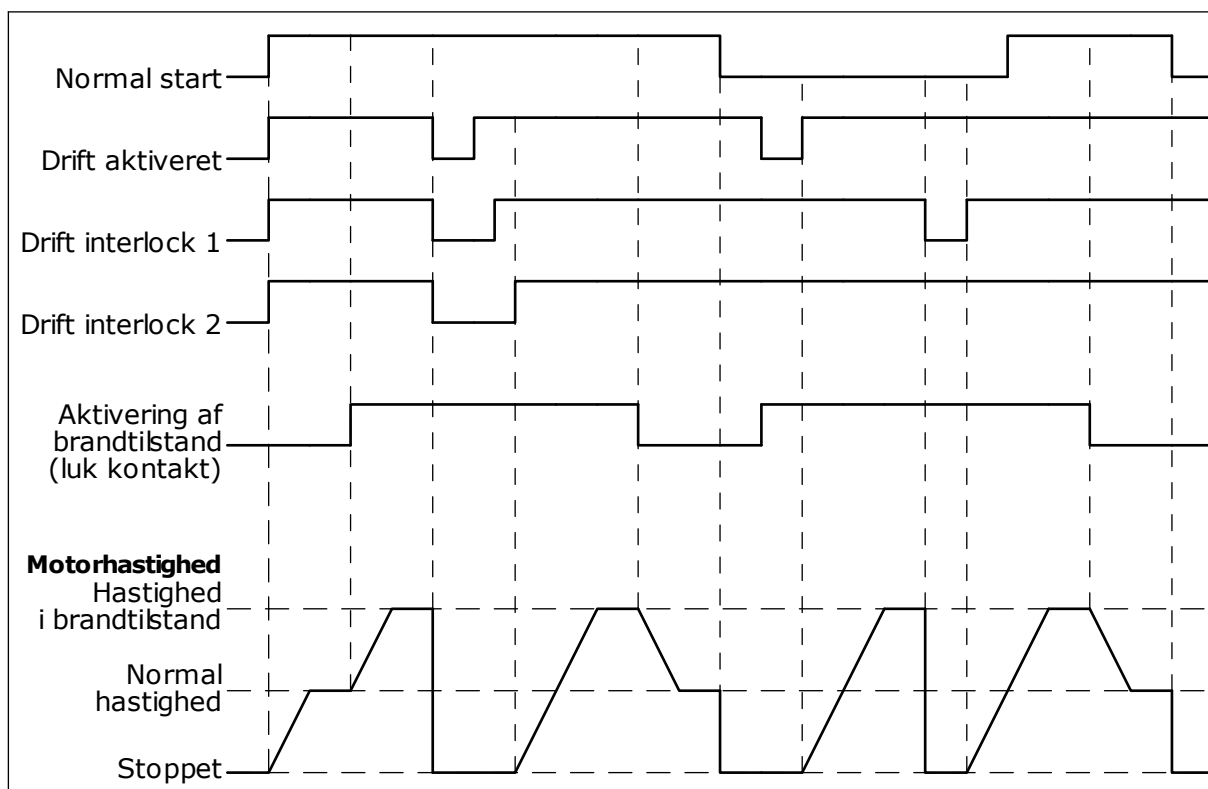 Normal start
Drift aktiveret
Drift interlock 1
Drift interlock 2
Aktivering af
brandtilstand
(luk kontakt)
Motorhastighed
Hastighed
i brandtilstand
Normal
hastighed
Stoppet